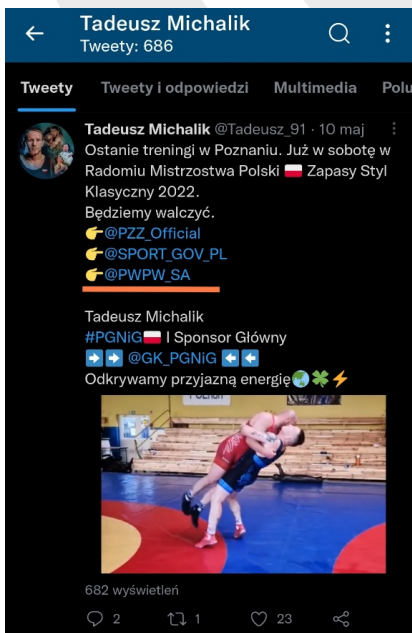 Tadeusz Michalik
Tweety: 686
Tweety Tweety i odpowiedzi Multimedia Polu
Tadeusz Michalik @Tadeusz_91 · 10 maj
Ostanie treningi w Poznaniu. Już w sobotę w
Radomiu Mistrzostwa Polski 🇵🇱 Zapasy Styl
Klasyczny 2022.
Będziemy walczyć.
👉@PZZ_Official
👉@SPORT_GOV_PL
👉@PWPW_SA
Tadeusz Michalik
#PGNiG🇵🇱 I Sponsor Główny
➡️➡️ @GK_PGNiG ⬅️⬅️
Odkrywamy przyjazną energię🌏🍀⚡
682 wyświetleń
2 1 23